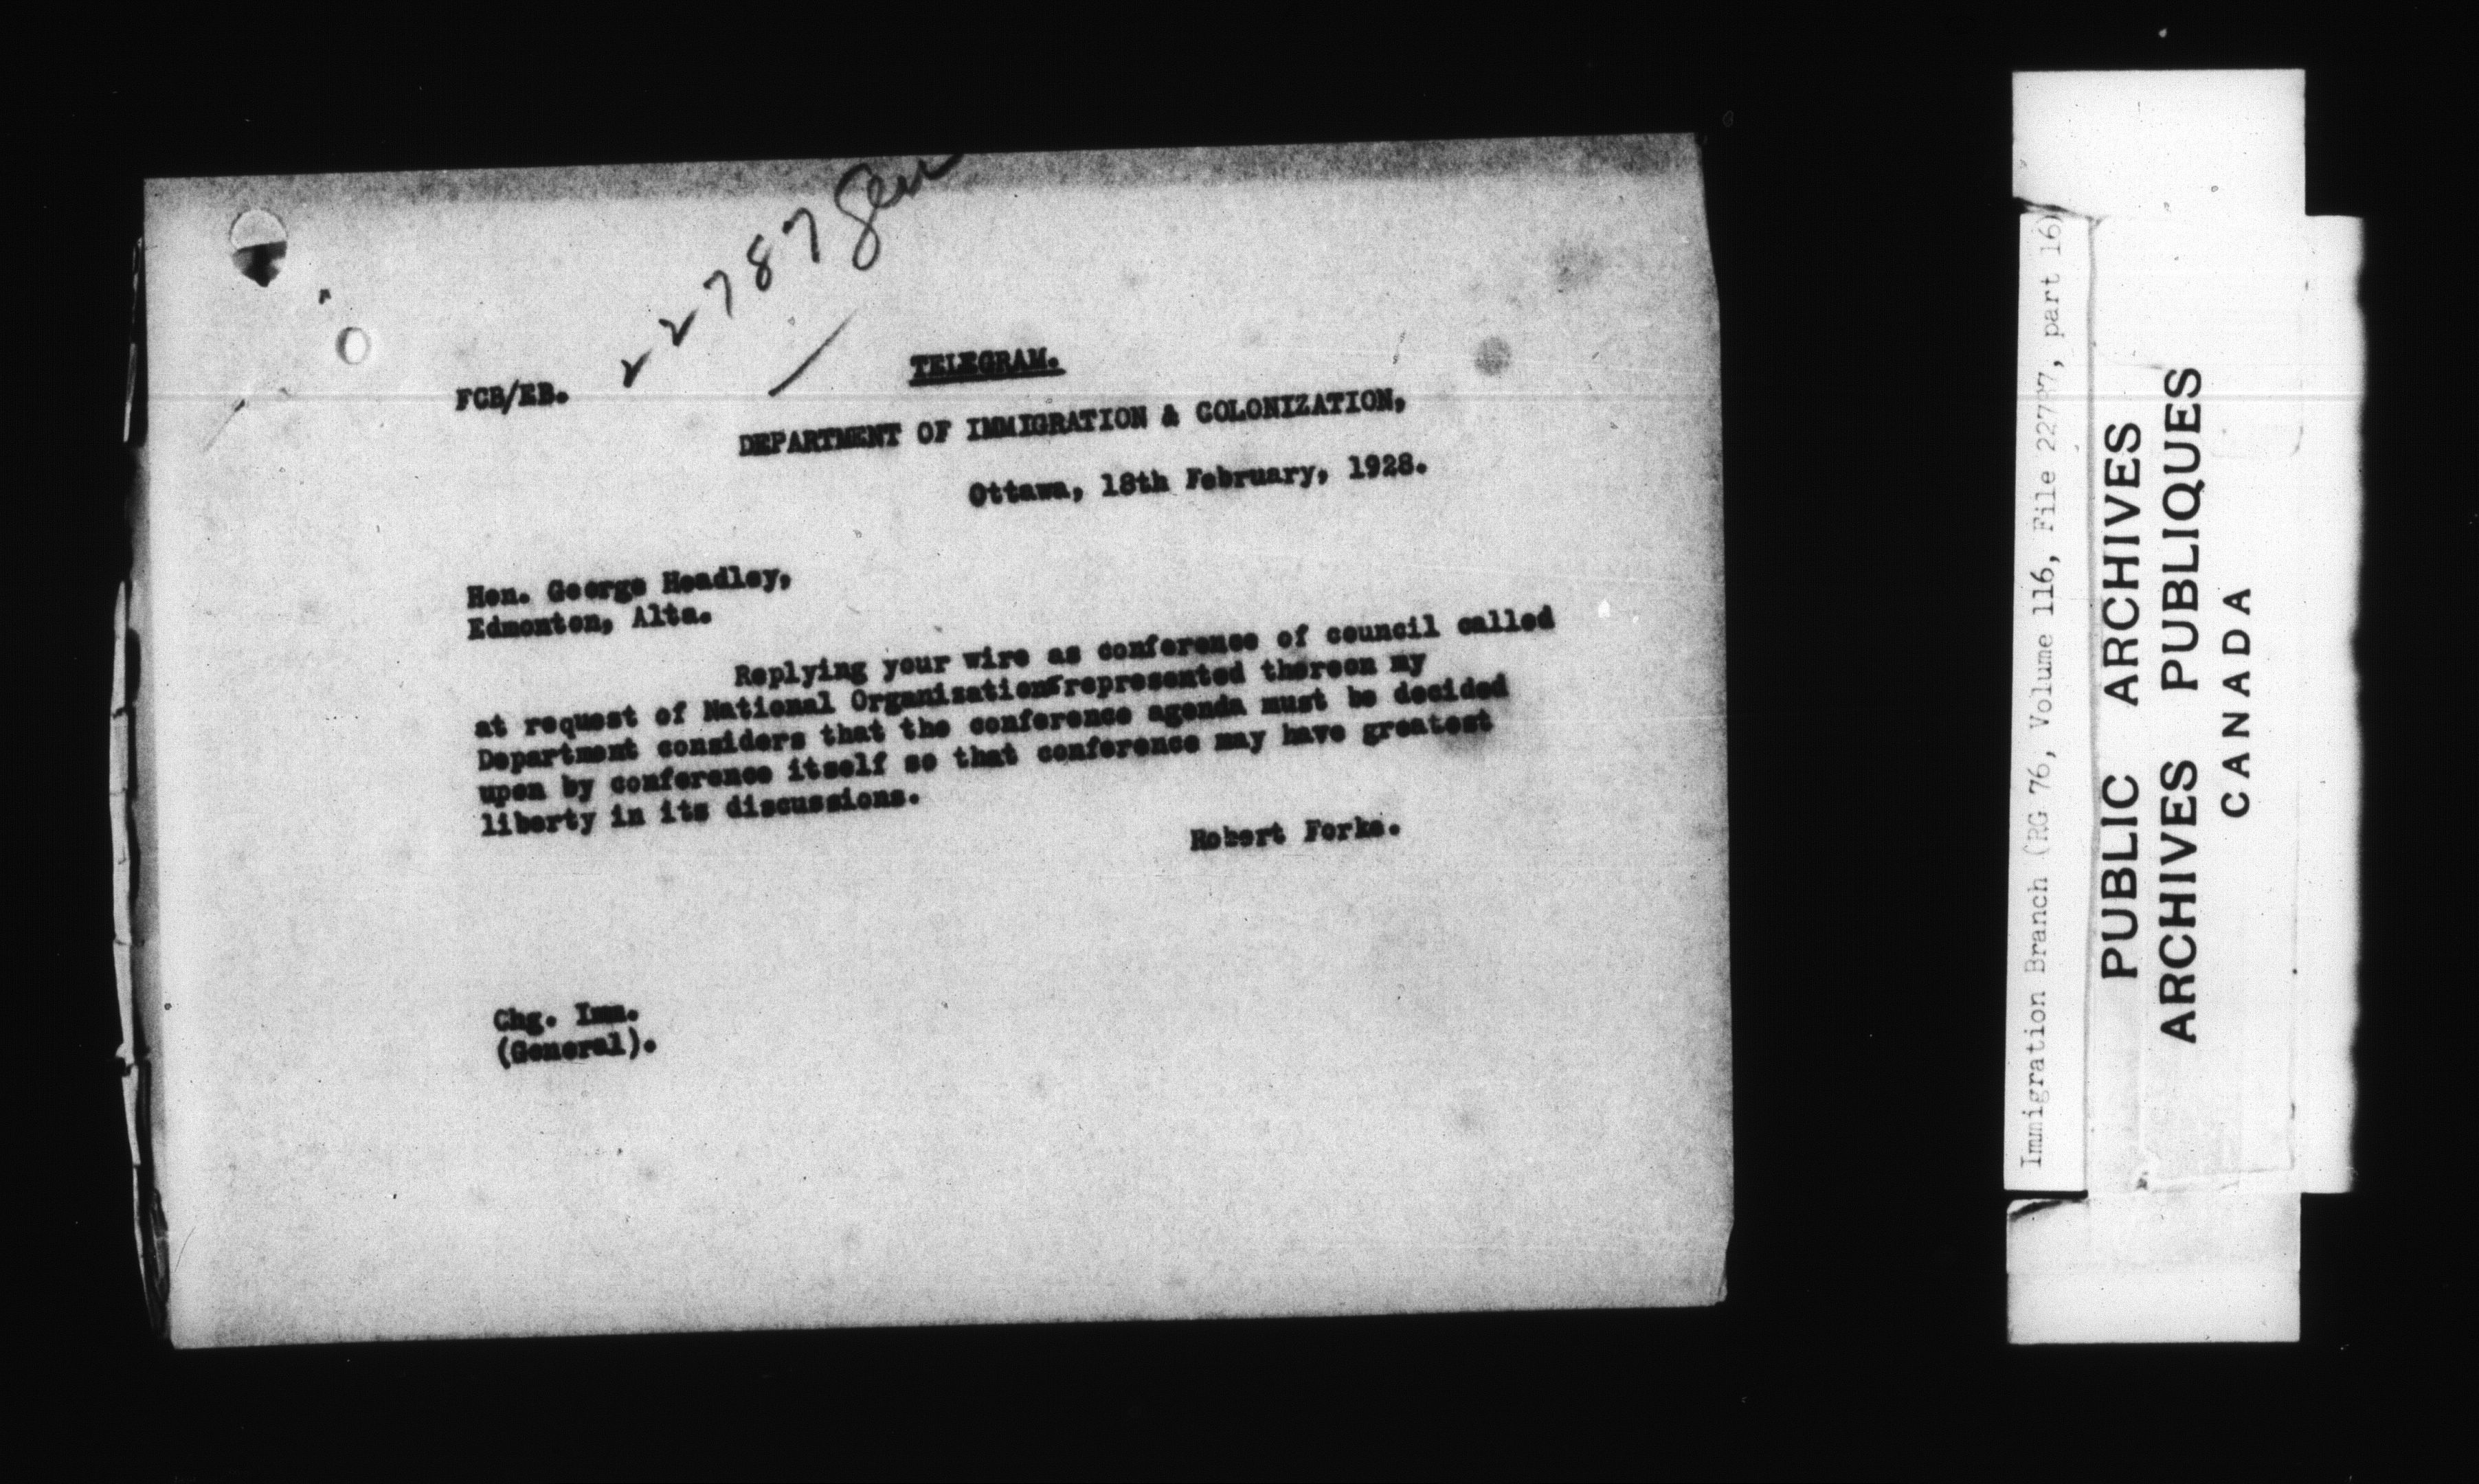 22787 Gen
TELEGRAM.
FCB/EB.
DEPARTMENT OF IMMIGRATION & COLONIZATION,
Ottawa, 18th February, 1928.
Hon. George Hoadley,
Edmonton, Alta.
Replying your wire as conference of council called
at request of National Organizations represented thereon my
Department considers that the conference agenda must be decided
upon by conference itself so that conference may have greatest
liberty in its discussions.
Robert Forke.
Chg. Imm.
(General).
Immigration Branch (RG 76, Volume 116, File 22787, part 16)
PUBLIC ARCHIVES
ARCHIVES PUBLIQUES
CANADA